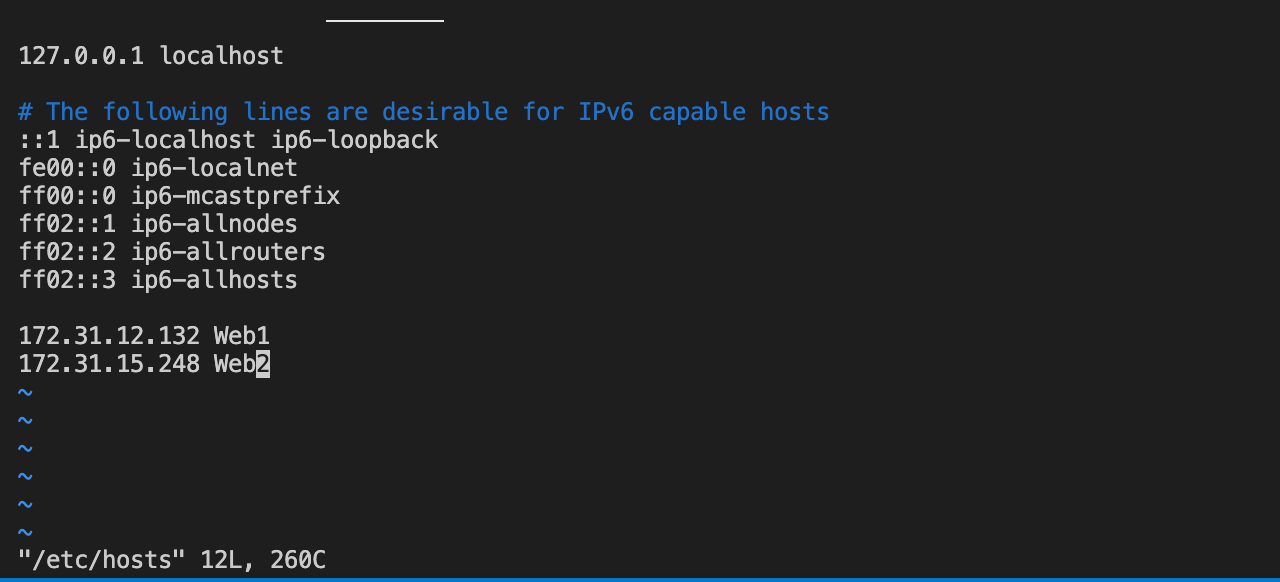 127.0.0.1 localhost
# The following lines are desirable for IPv6 capable hosts
::1 ip6-localhost ip6-loopback
fe00::0 ip6-localnet
ff00::0 ip6-mcastprefix
ff02::1 ip6-allnodes
ff02::2 ip6-allrouters
ff02::3 ip6-allhosts
172.31.12.132 Web1
172.31.15.248 Web2
~
~
~
~
~
~
"/etc/hosts" 12L, 260C